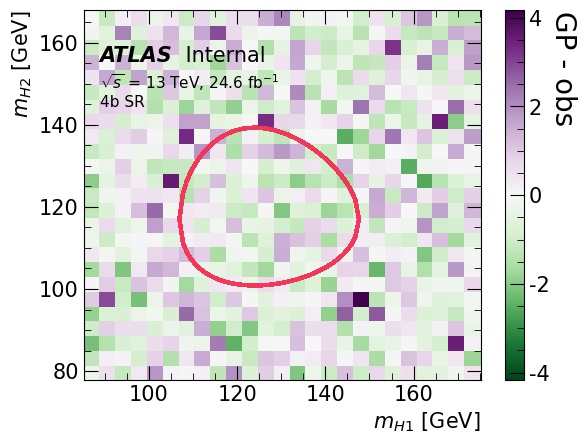 ATLAS Internal
√s = 13 TeV, 24.6 fb⁻¹
4b SR
m_H2 [GeV]
160
140
120
100
80
100
120
140
160
m_H1 [GeV]
4
2
0
-2
-4
GP - obs